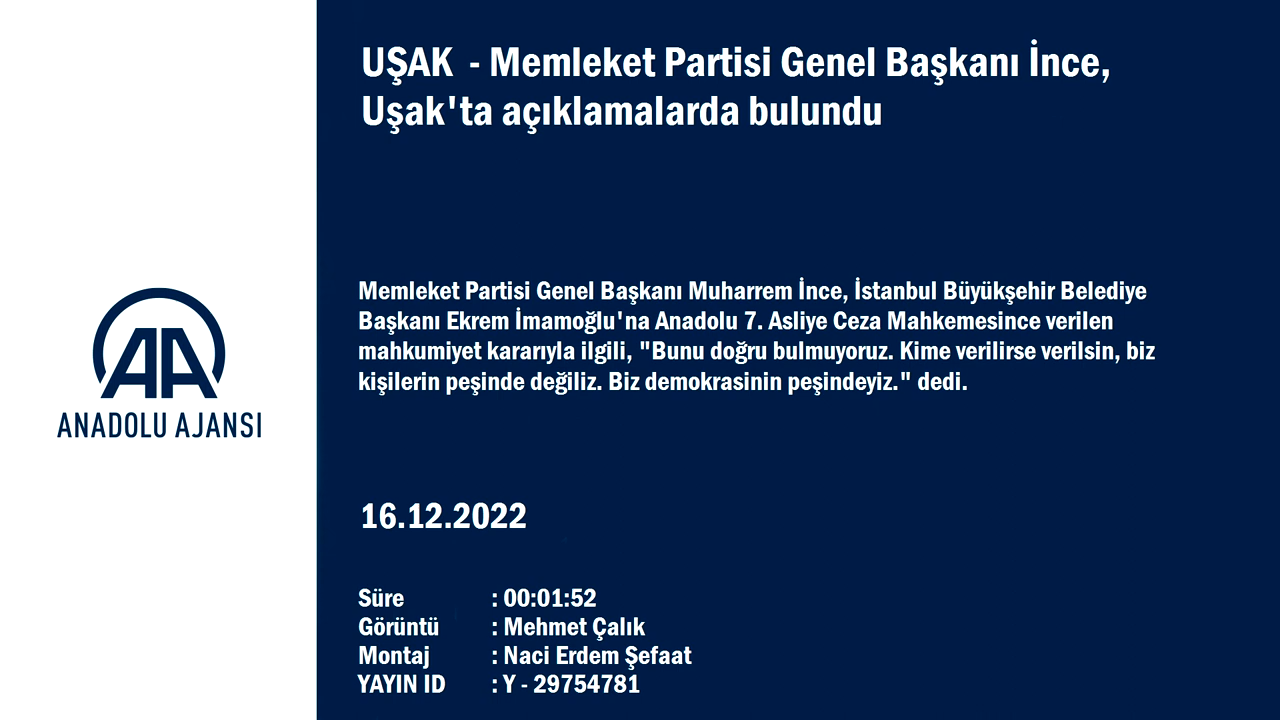 UŞAK - Memleket Partisi Genel Başkanı İnce,
Uşak'ta açıklamalarda bulundu
Memleket Partisi Genel Başkanı Muharrem İnce, İstanbul Büyükşehir Belediye
Başkanı Ekrem İmamoğlu'na Anadolu 7. Asliye Ceza Mahkemesince verilen
mahkumiyet kararıyla ilgili, "Bunu doğru bulmuyoruz. Kime verilirse verilsin, biz
kişilerin peşinde değiliz. Biz demokrasinin peşindeyiz." dedi.
AA
ANADOLU AJANSI
16.12.2022
Süre : 00:01:52
Görüntü : Mehmet Çalık
Montaj : Naci Erdem Şefaat
YAYIN ID : Y - 29754781